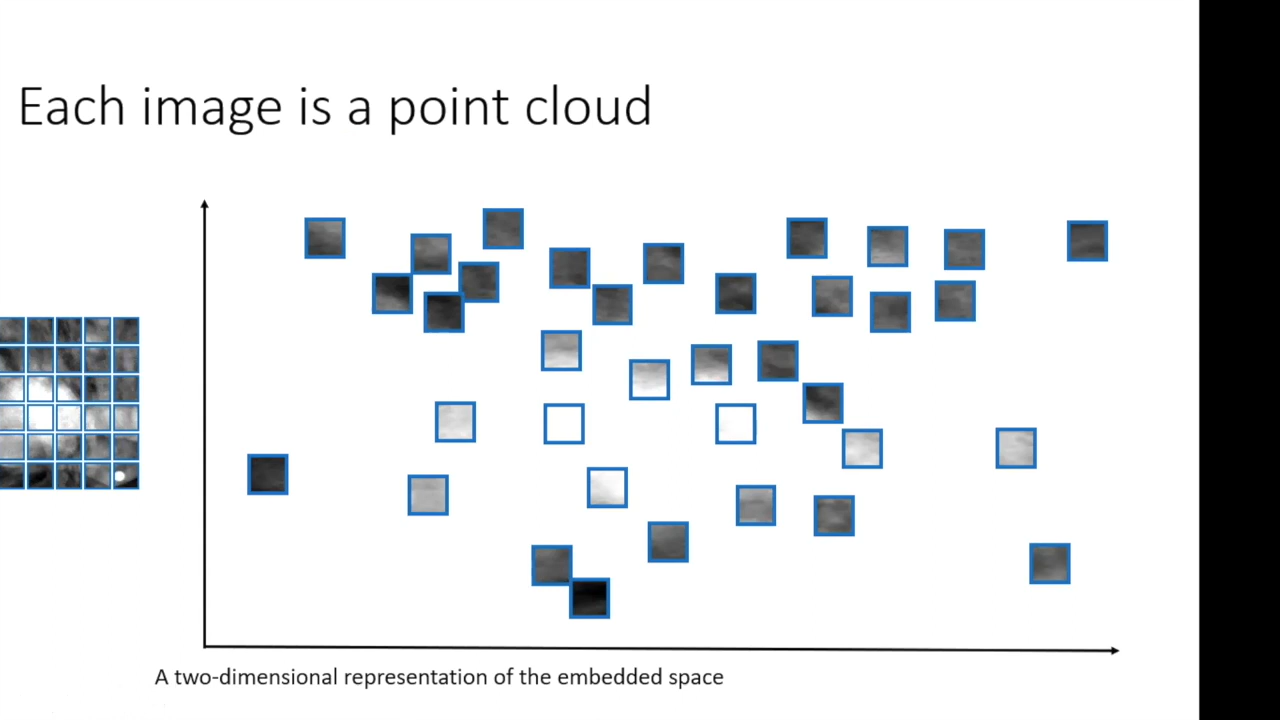 Each image is a point cloud
A two-dimensional representation of the embedded space